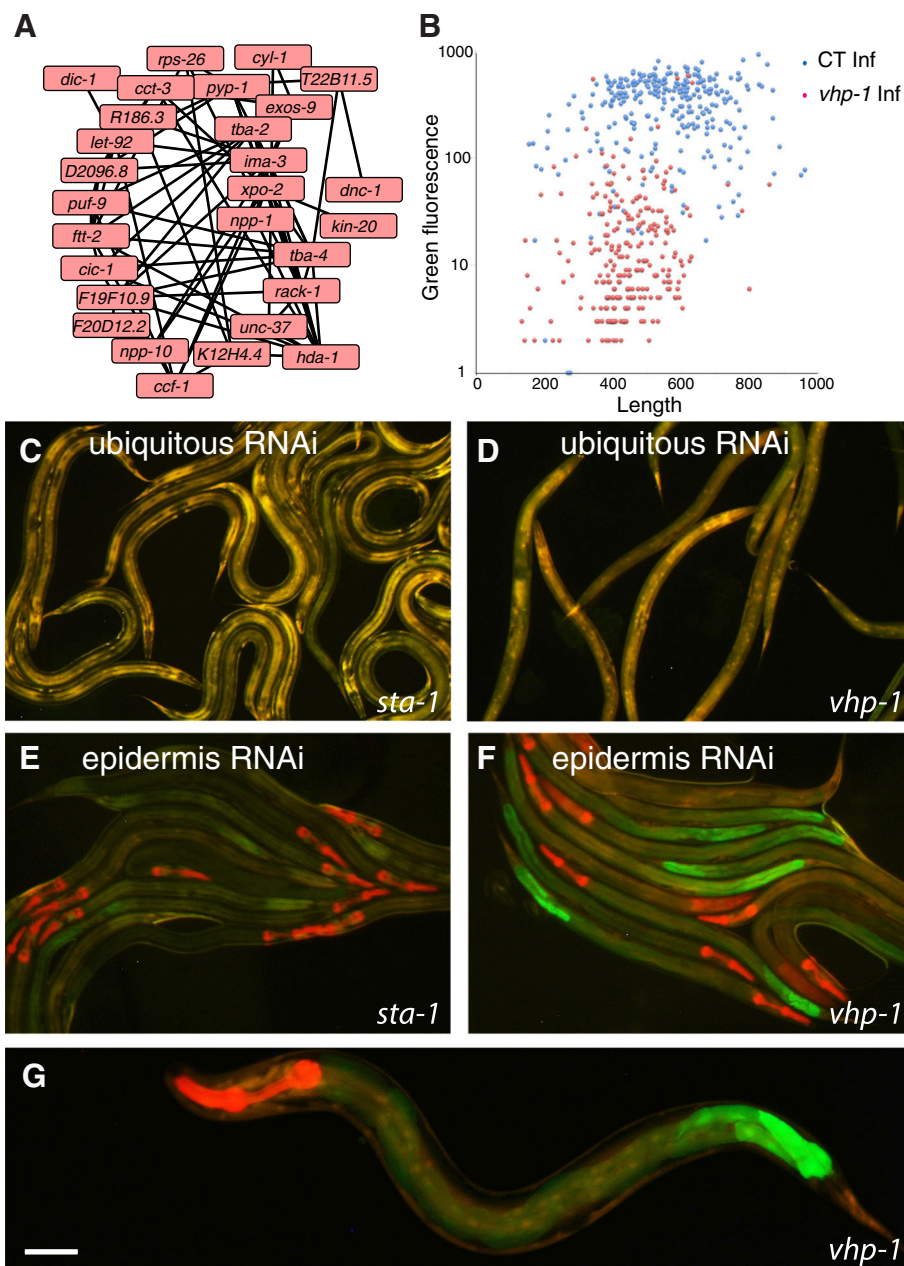 A
rps-26
cyl-1
dic-1
cct-3
pyp-1
T22B11.5
R186.3
exos-9
let-92
tba-2
ima-3
D2096.8
xpo-2
dnc-1
puf-9
npp-1
kin-20
ftt-2
tba-4
cic-1
F19F10.9
rack-1
F20D12.2
unc-37
npp-10
K12H4.4
hda-1
ccf-1
B
1000
100
10
1
Green fluorescence
0
200
400
600
800
1000
Length
CT Inf
vhp-1 Inf
C
ubiquitous RNAi
sta-1
D
ubiquitous RNAi
vhp-1
E
epidermis RNAi
sta-1
F
epidermis RNAi
vhp-1
G
vhp-1